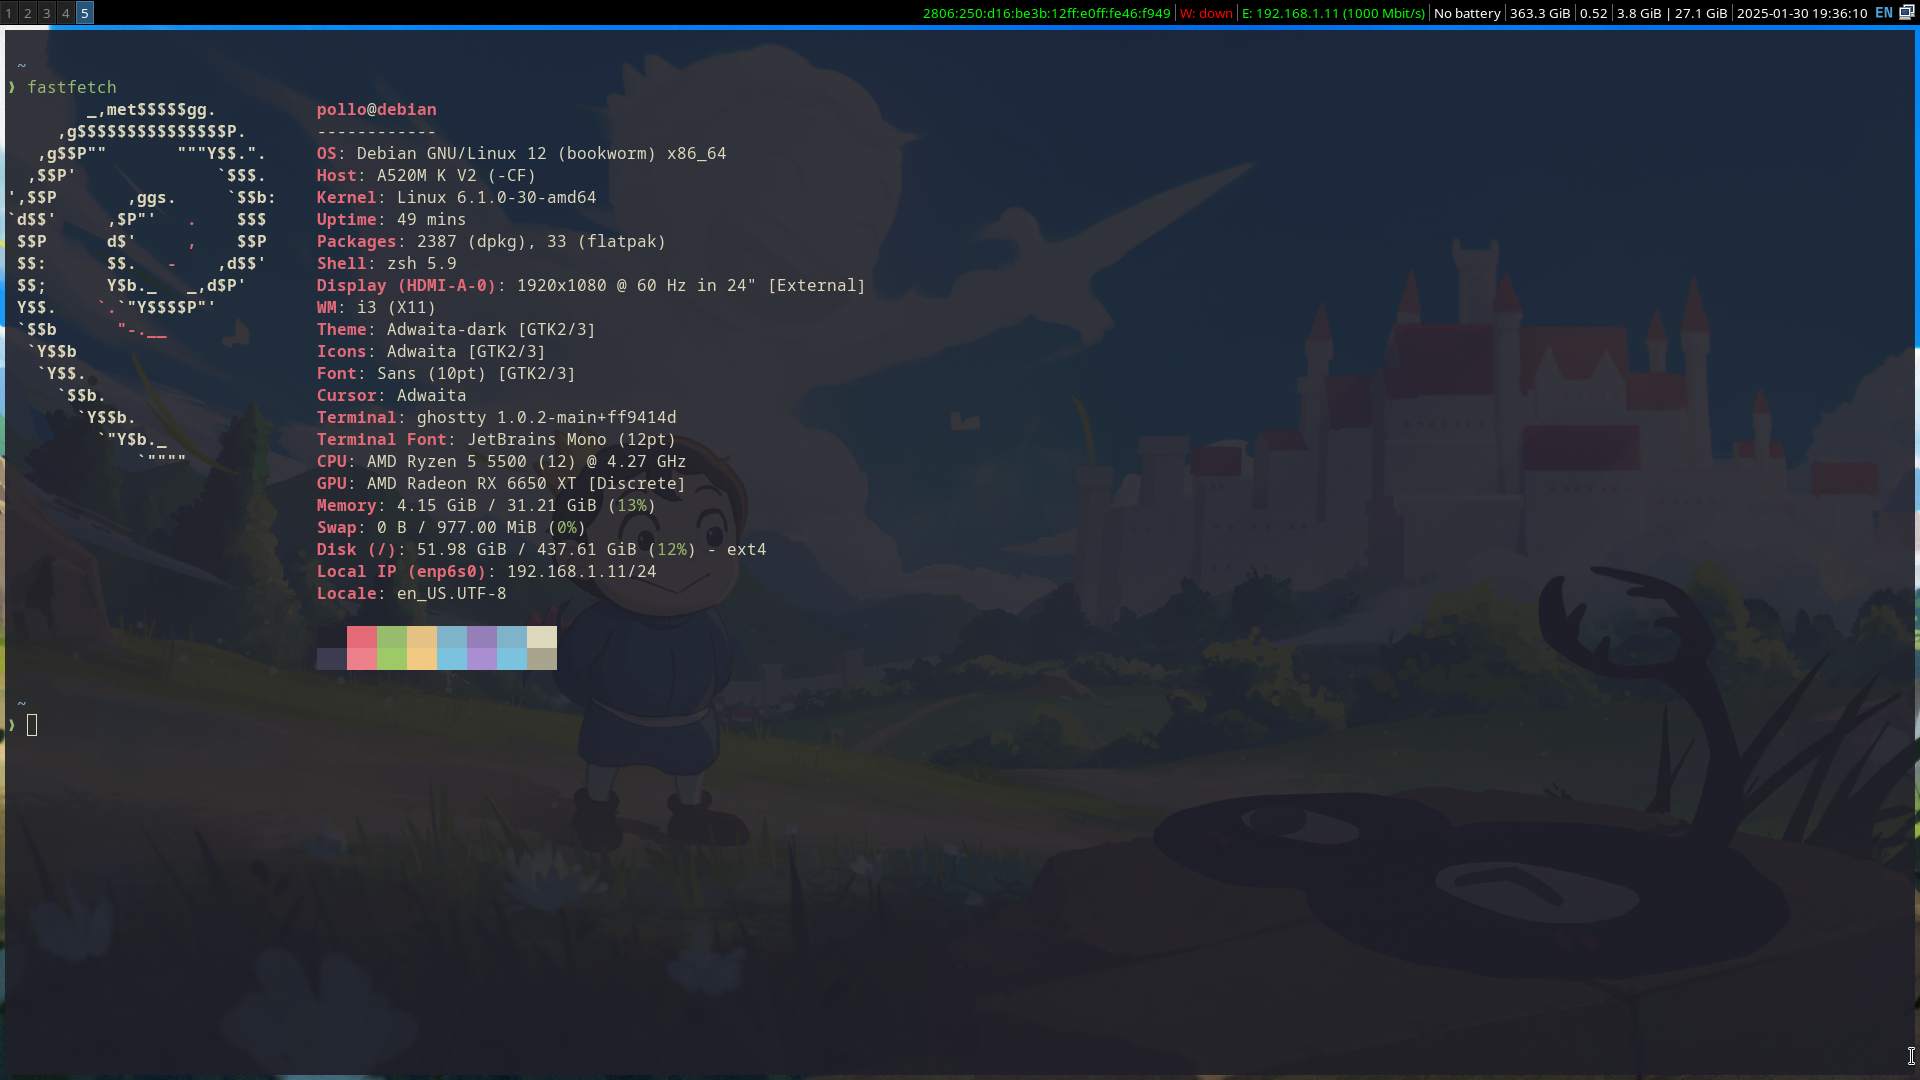 1 2 3 4 5 2806:250:d16:be3b:12ff:e0ff:fe46:f949 | W: down | E: 192.168.1.11 (1000 Mbit/s) | No battery | 363.3 GiB | 0.52 | 3.8 GiB | 27.1 GiB | 2025-01-30 19:36:10 EN
~
❯ fastfetch
_,met$$$$$gg. pollo@debian
,g$$$$$$$$$$$$$$$P. ------------
,g$$P"" """Y$$.". OS: Debian GNU/Linux 12 (bookworm) x86_64
,$$P' `$$$. Host: A520M K V2 (-CF)
',$$P ,ggs. `$$b: Kernel: Linux 6.1.0-30-amd64
`d$$' ,$P"' . $$$ Uptime: 49 mins
$$P d$' , $$P Packages: 2387 (dpkg), 33 (flatpak)
$$: $$. - ,d$$' Shell: zsh 5.9
$$; Y$b._ _,d$P' Display (HDMI-A-0): 1920x1080 @ 60 Hz in 24" [External]
Y$$. `.`"Y$$$$P"' WM: i3 (X11)
`$$b "-.__ Theme: Adwaita-dark [GTK2/3]
`Y$$b Icons: Adwaita [GTK2/3]
`Y$$. Font: Sans (10pt) [GTK2/3]
`$$b. Cursor: Adwaita
`Y$$b. Terminal: ghostty 1.0.2-main+ff9414d
`"Y$b._ Terminal Font: JetBrains Mono (12pt)
`"""" CPU: AMD Ryzen 5 5500 (12) @ 4.27 GHz
GPU: AMD Radeon RX 6650 XT [Discrete]
Memory: 4.15 GiB / 31.21 GiB (13%)
Swap: 0 B / 977.00 MiB (0%)
Disk (/): 51.98 GiB / 437.61 GiB (12%) - ext4
Local IP (enp6s0): 192.168.1.11/24
Locale: en_US.UTF-8
~
❯